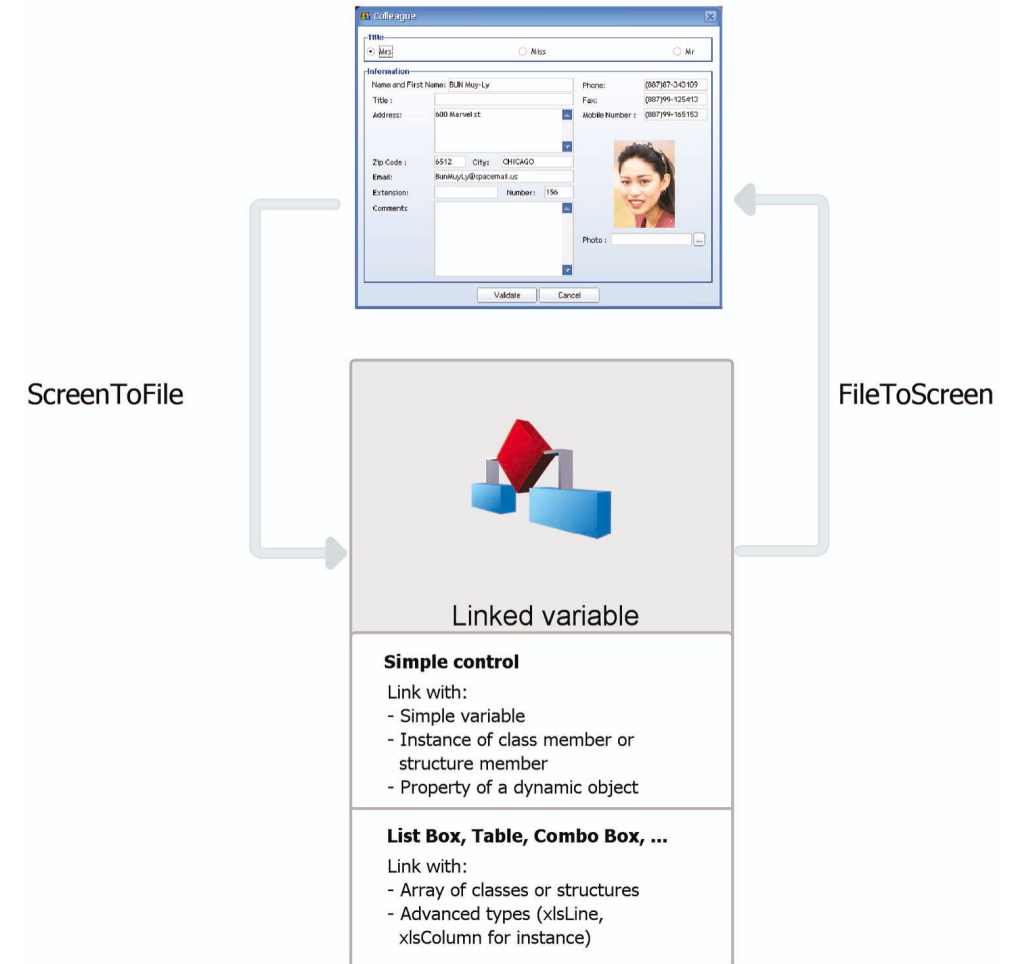 Colleague
Title
Mrs Miss Mr
Information
Name and First Name: BUN Muy-Ly Phone: (887)87-343109
Title : Fax: (887)99-125413
Address: 600 Marvel st Mobile Number : (887)99-165153
Zip Code : 6512 City: CHICAGO
Email: BunMuyLy@spacemail.us
Extension: Number: 156
Comments
Photo : ...
Validate Cancel
ScreenToFile
FileToScreen
Linked variable
Simple control
Link with:
- Simple variable
- Instance of class member or
structure member
- Property of a dynamic object
List Box, Table, Combo Box, ...
Link with:
- Array of classes or structures
- Advanced types (xlsLine,
xlsColumn for instance)